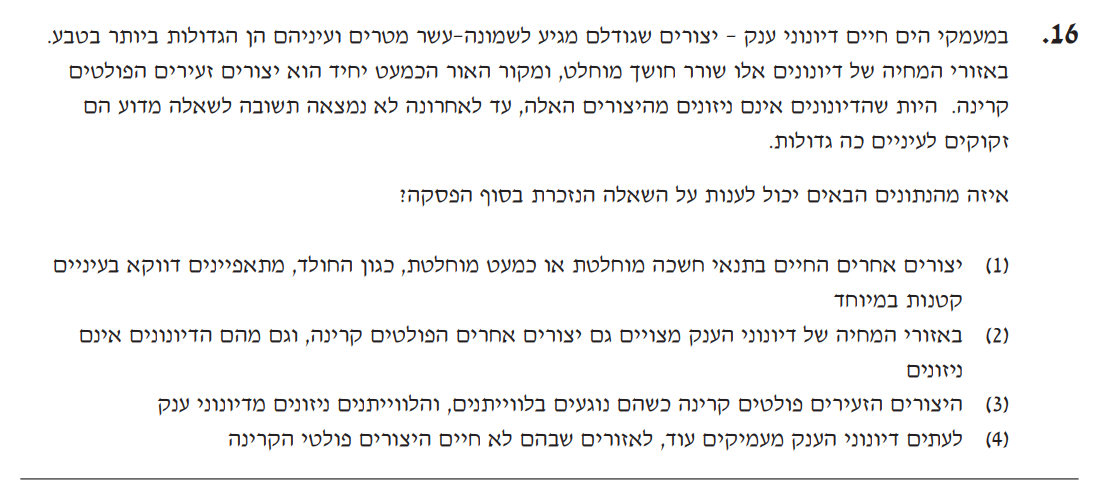 16. במעמקי הים חיים דיונוני ענק – יצורים שגודלם מגיע לשמונה-עשר מטרים ועיניהם הן הגדולות ביותר בטבע.
באזורי המחיה של דיונונים אלו שורר חושך מוחלט, ומקור האור הכמעט יחיד הוא יצורים זעירים הפולטים
קרינה. היות שהדיונונים אינם ניזונים מהיצורים האלה, עד לאחרונה לא נמצאה תשובה לשאלה מדוע הם
זקוקים לעיניים כה גדולות.
איזה מהנתונים הבאים יכול לענות על השאלה הנזכרת בסוף הפסקה?
(1) יצורים אחרים החיים בתנאי חשכה מוחלטת או כמעט מוחלטת, כגון החולד, מתאפיינים דווקא בעיניים
קטנות במיוחד
(2) באזורי המחיה של דיונוני הענק מצויים גם יצורים אחרים הפולטים קרינה, וגם מהם הדיונונים אינם
ניזונים
(3) היצורים הזעירים פולטים קרינה כשהם נוגעים בלווייתנים, והלווייתנים ניזונים מדיונוני ענק
(4) לעתים דיונוני הענק מעמיקים עוד, לאזורים שבהם לא חיים היצורים פולטי הקרינה